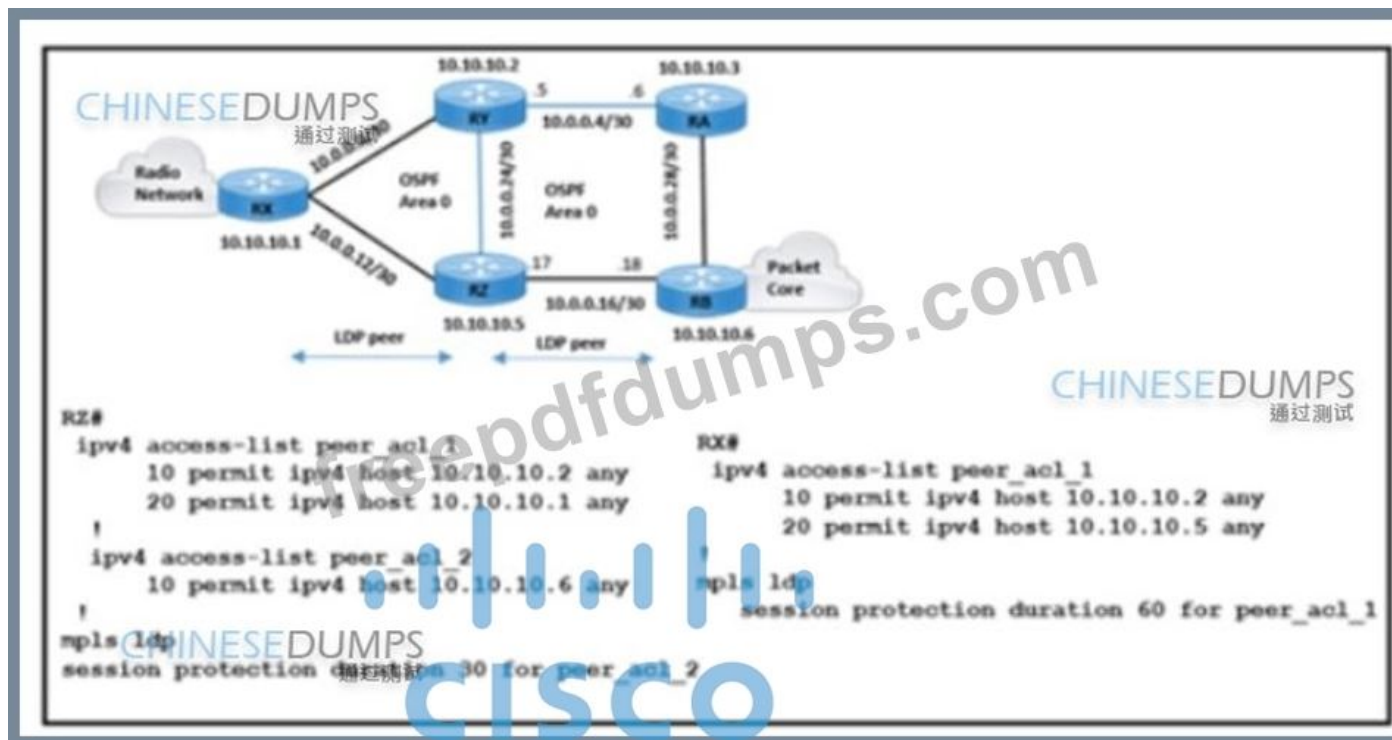 10.10.10.2
10.10.10.3
CHINESEDUMPS
通过测试
.5
.6
RY
10.0.0.4/30
RA
Radio
Network
OSPF
Area 0
10.0.0.24/30
OSPF
Area 0
10.0.0.28/30
RX
10.10.10.1
10.0.0.12/30
.17
.18
RZ
10.0.0.16/30
RB
Packet
Core
10.10.10.5
10.10.10.6
LDP peer
LDP peer
freepdfdumps.com
CHINESEDUMPS
通过测试
RZ#
ipv4 access-list peer_acl_1
10 permit ipv4 host 10.10.10.2 any
20 permit ipv4 host 10.10.10.1 any
!
ipv4 access-list peer_acl_2
10 permit ipv4 host 10.10.10.6 any
!
mpls ldp
session protection duration 30 for peer_acl_2
RX#
ipv4 access-list peer_acl_1
10 permit ipv4 host 10.10.10.2 any
20 permit ipv4 host 10.10.10.5 any
!
mpls ldp
session protection duration 60 for peer_acl_1
CHINESEDUMPS
通过测试
CISCO